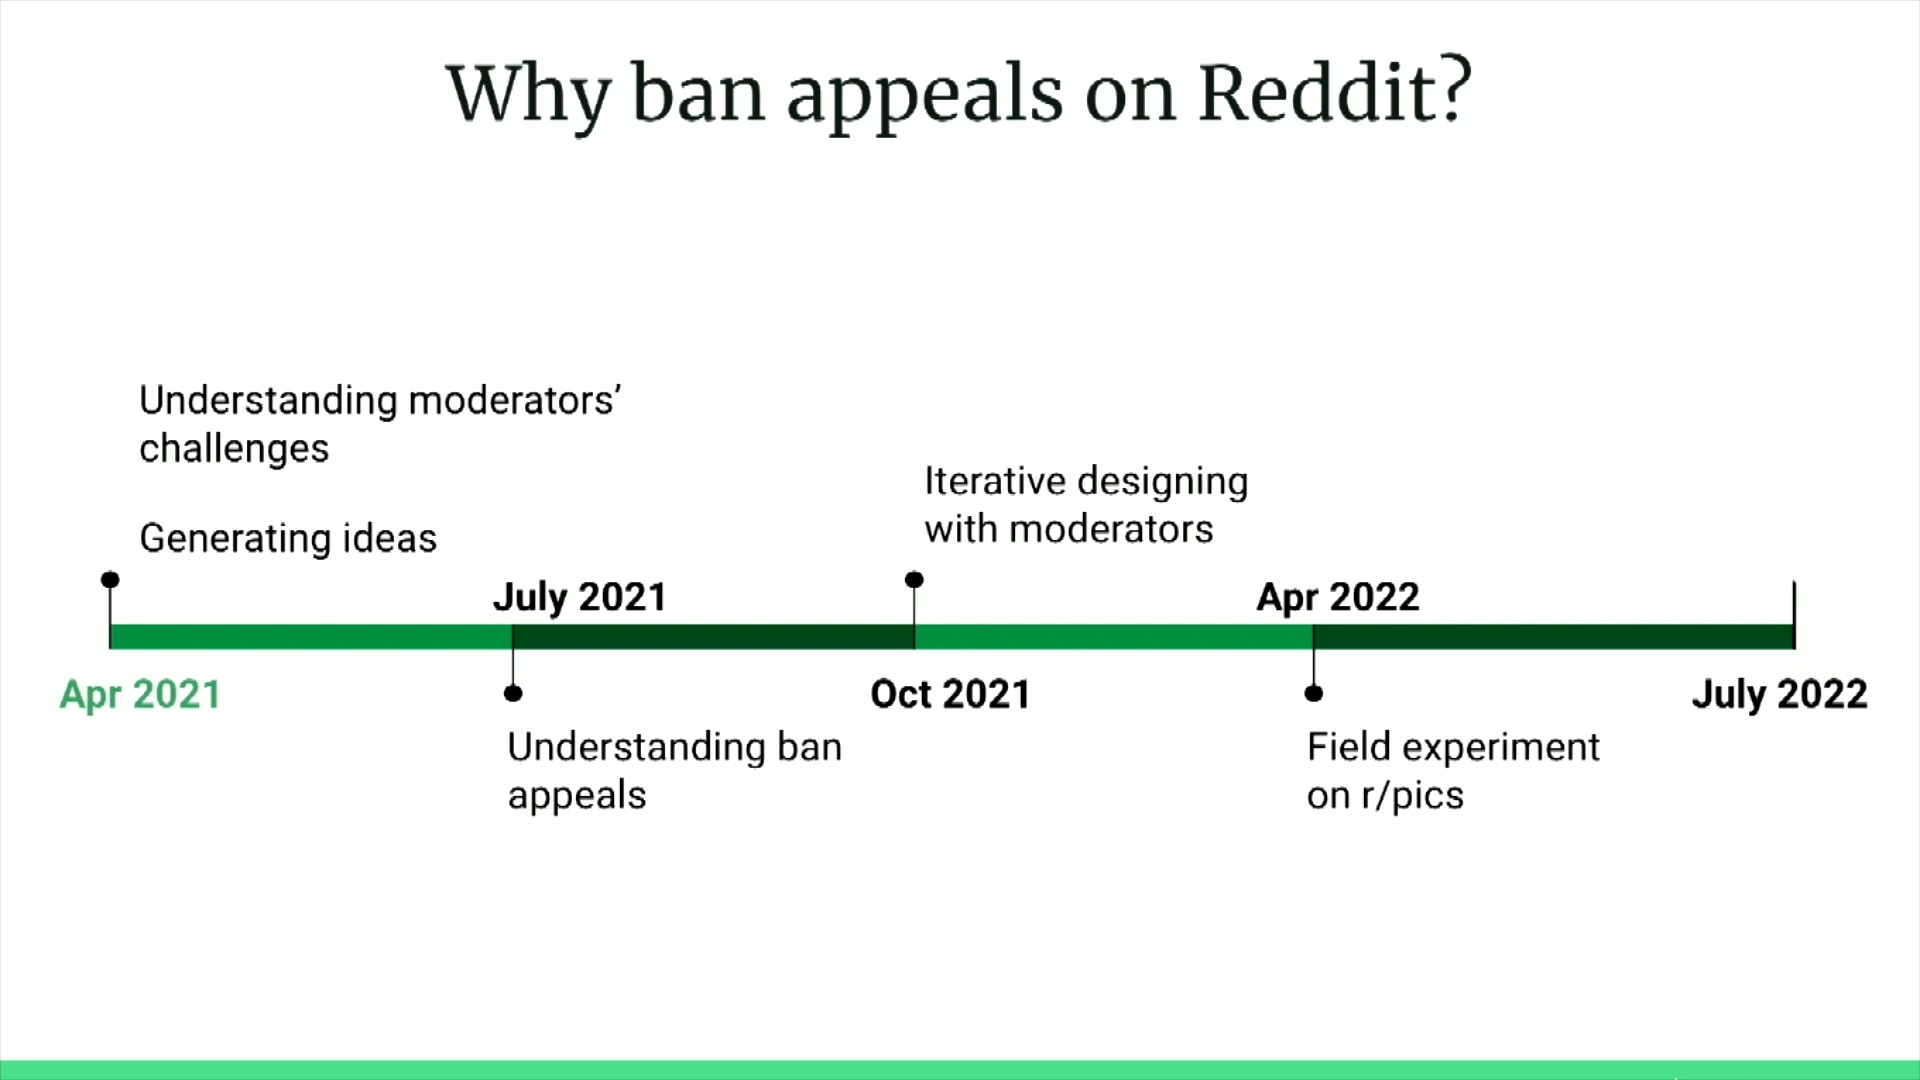 Why ban appeals on Reddit?
Understanding moderators’
challenges
Generating ideas
Iterative designing
with moderators
July 2021
Apr 2022
Apr 2021
Oct 2021
July 2022
Understanding ban
appeals
Field experiment
on r/pics